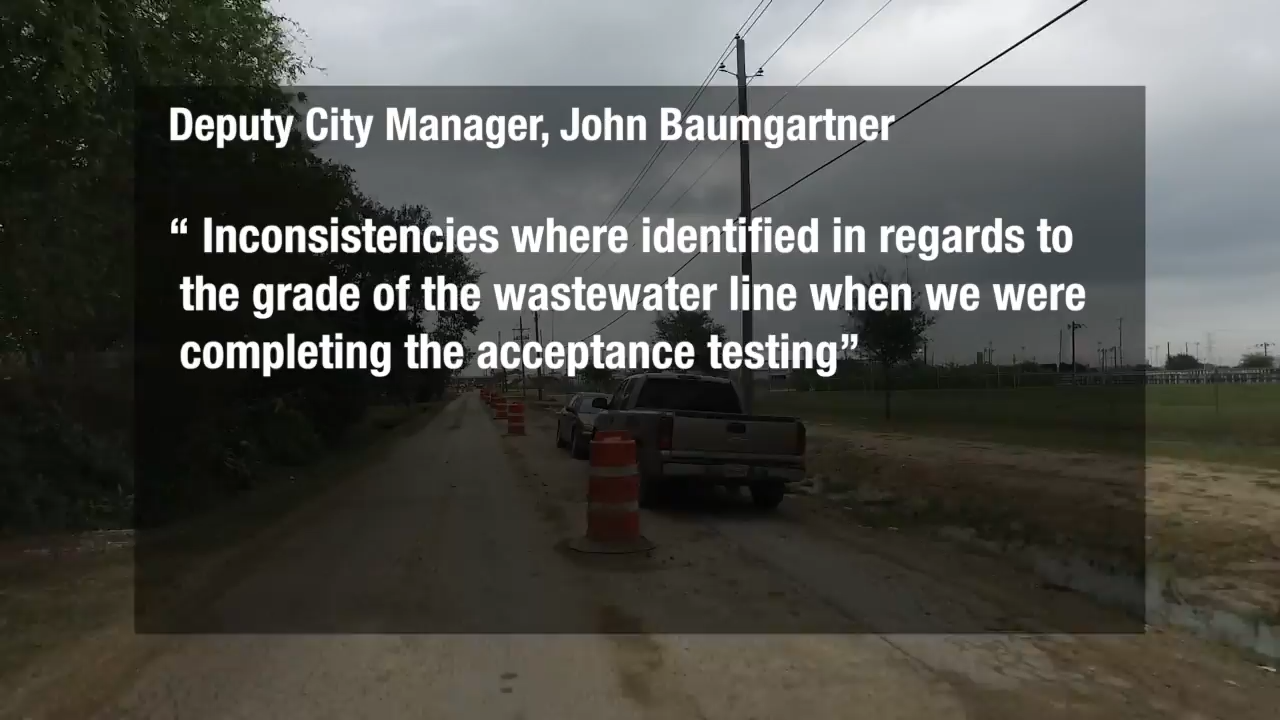 Deputy City Manager, John Baumgartner
“ Inconsistencies where identified in regards to
the grade of the wastewater line when we were
completing the acceptance testing”